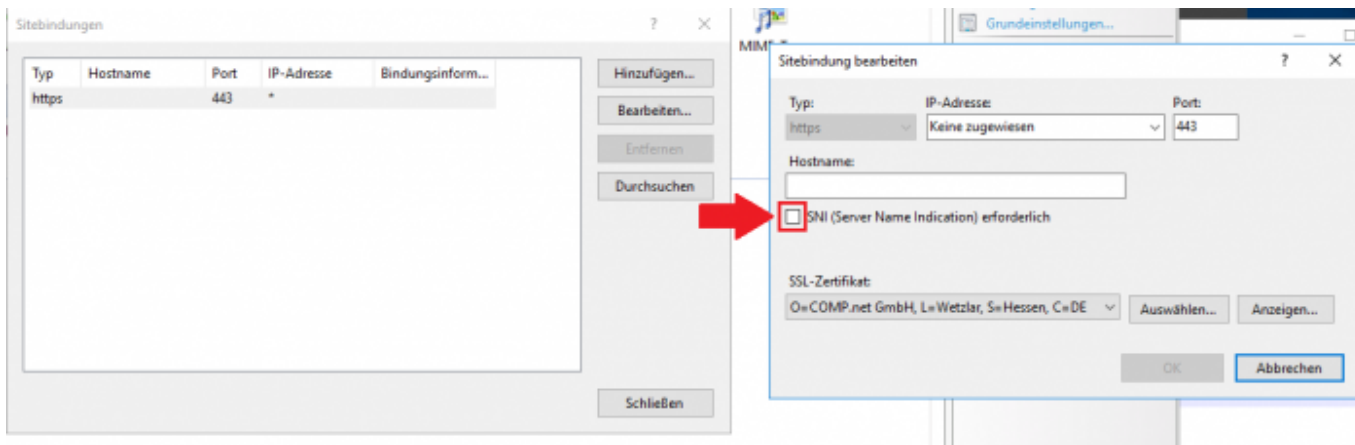 Sitebindungen
Typ Hostname Port IP-Adresse Bindungsinform...
https 443 *
Hinzufügen...
Bearbeiten...
Entfernen
Durchsuchen
Schließen
Grundeinstellungen...
Sitebindung bearbeiten
Typ: IP-Adresse: Port:
https Keine zugewiesen 443
Hostname:
SNI (Server Name Indication) erforderlich
SSL-Zertifikat:
O=COMP.net GmbH, L=Wetzlar, S=Hessen, C=DE Auswählen... Anzeigen...
OK Abbrechen